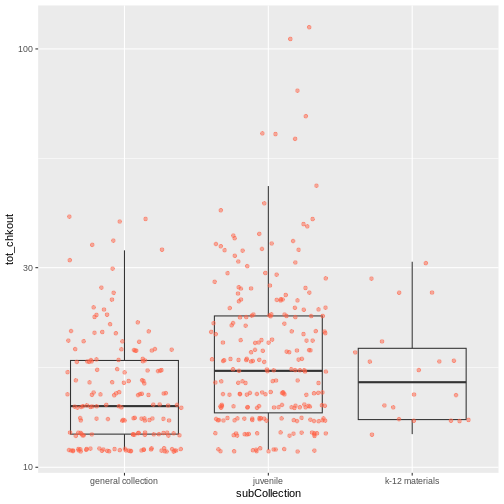 100
30
10
tot_chkout
general collection
juvenile
k-12 materials
subCollection